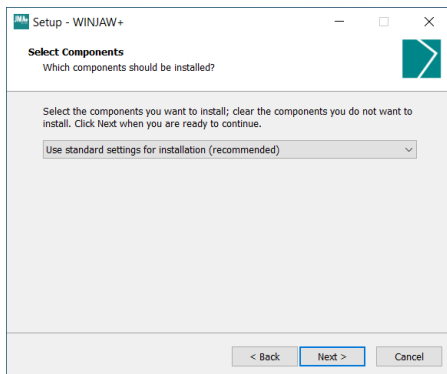 Setup - WINJAW+
Select Components
Which components should be installed?
Select the components you want to install; clear the components you do not want to
install. Click Next when you are ready to continue.
Use standard settings for installation (recommended)
< Back
Next >
Cancel